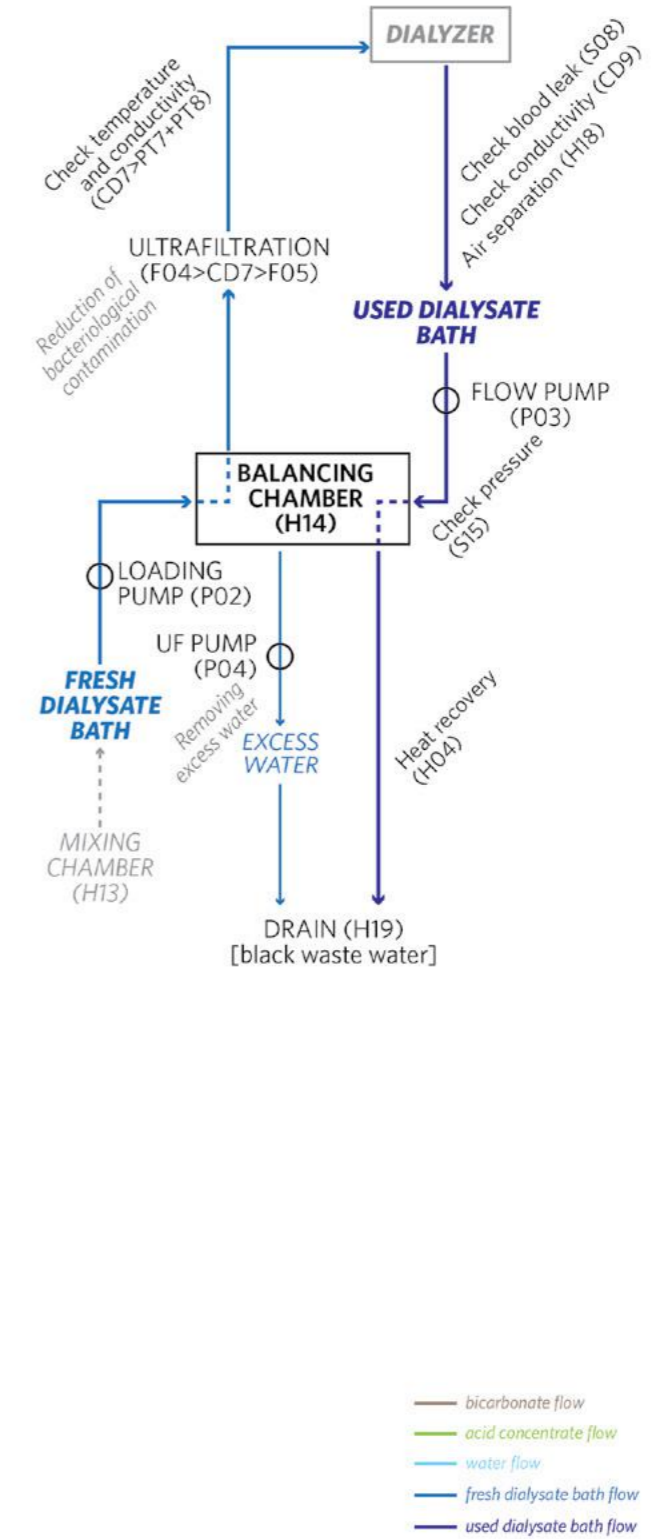 DIALYZER
Check temperature
and conductivity
(CD7>PT7+PT8)
Check blood leak (S08)
Check conductivity (CD9)
Air separation (H18)
ULTRAFILTRATION
(F04>CD7>F05)
Reduction of
bacteriological
contamination
USED DIALYSATE
BATH
FLOW PUMP
(P03)
BALANCING
CHAMBER
(H14)
Check pressure
(S15)
LOADING
PUMP (P02)
UF PUMP
(P04)
Removing
excess water
FRESH
DIALYSATE
BATH
EXCESS
WATER
Heat recovery
(H04)
MIXING
CHAMBER
(H13)
DRAIN (H19)
[black waste water]
bicarbonate flow
acid concentrate flow
water flow
fresh dialysate bath flow
used dialysate bath flow